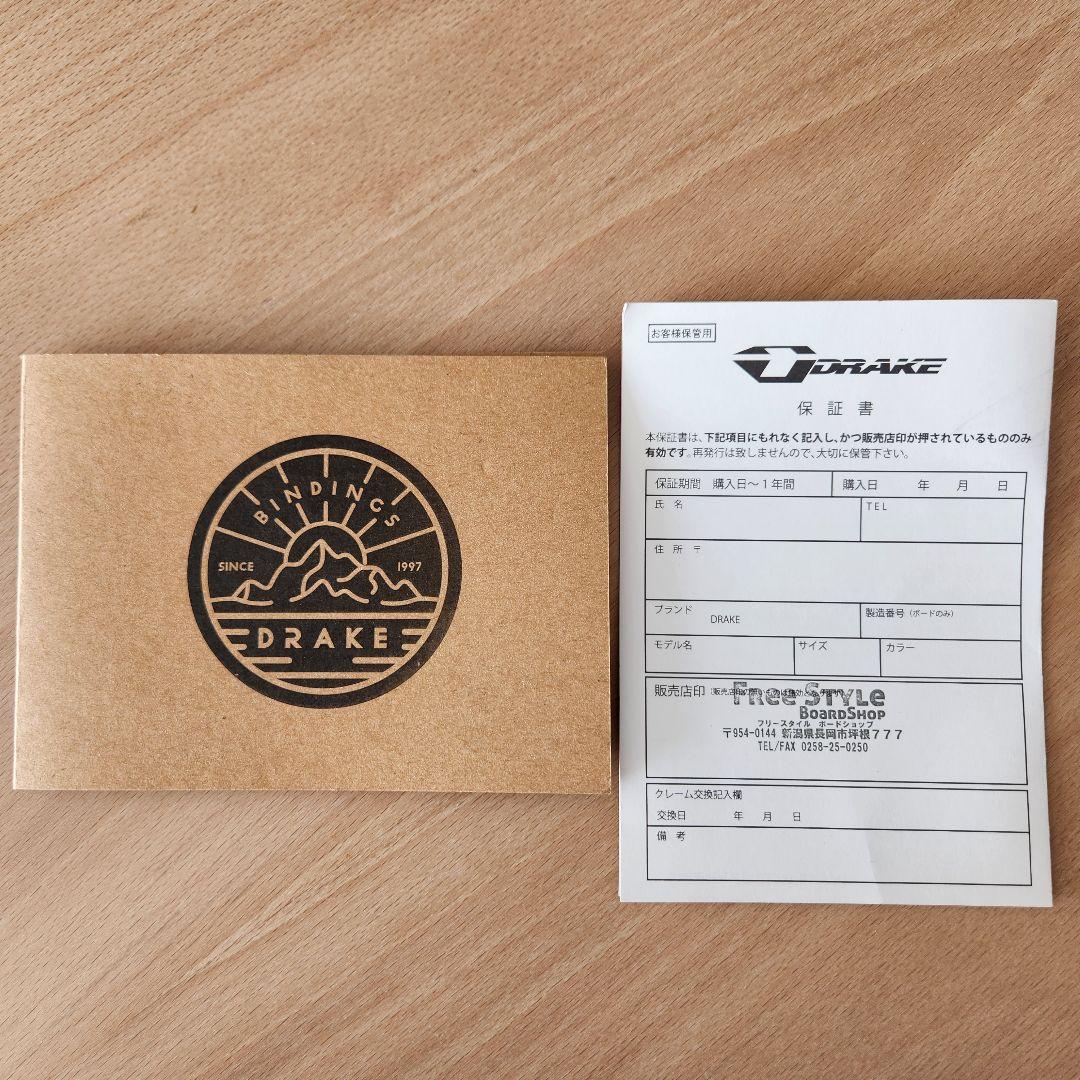 BINDINGS
SINCE 1997
DRAKE
お客様保管用
DRAKE
保証書
本保証書は、下記項目にもれなく記入し、かつ販売店印が押されているもののみ
有効です。再発行は致しませんので、大切に保管下さい。
保証期間 購入日～1年間 購入日 年 月 日
氏 名 TEL
住 所 〒
ブランド DRAKE 製造番号(ボードのみ)
モデル名 サイズ カラー
販売店印
FREE STYLE
BOARDSHOP
フリースタイル ボードショップ
〒954-0144 新潟県長岡市坪根777
TEL/FAX 0258-25-0250
クレーム交換記入欄
交換日 年 月 日
備 考